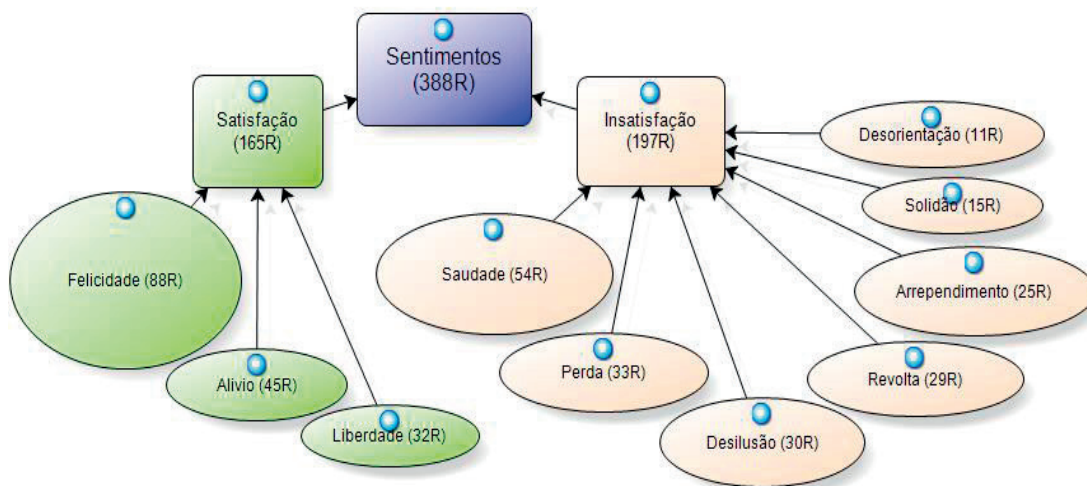 Sentimentos
(388R)
Satisfação
(165R)
Insatisfação
(197R)
Desorientação (11R)
Solidão (15R)
Arrependimento (25R)
Revolta (29R)
Desilusão (30R)
Perda (33R)
Saudade (54R)
Felicidade (88R)
Alivio (45R)
Liberdade (32R)